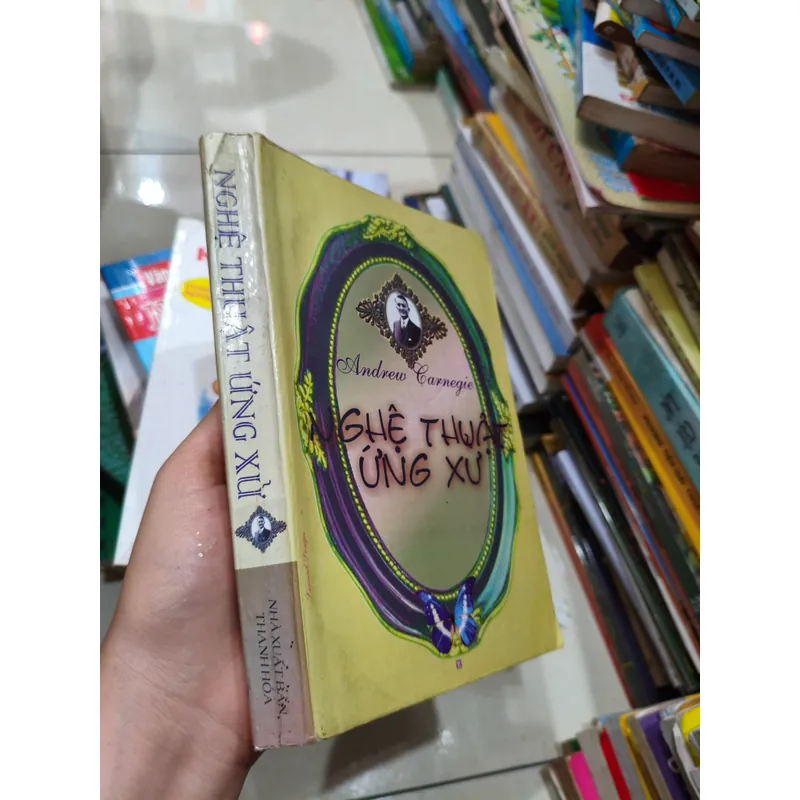 NGHỆ THUẬT ỨNG XỬ
NHÀ XUẤT BẢN
THANH HÓA
Andrew Carnegie
NGHỆ THUẬT
ỨNG XỬ